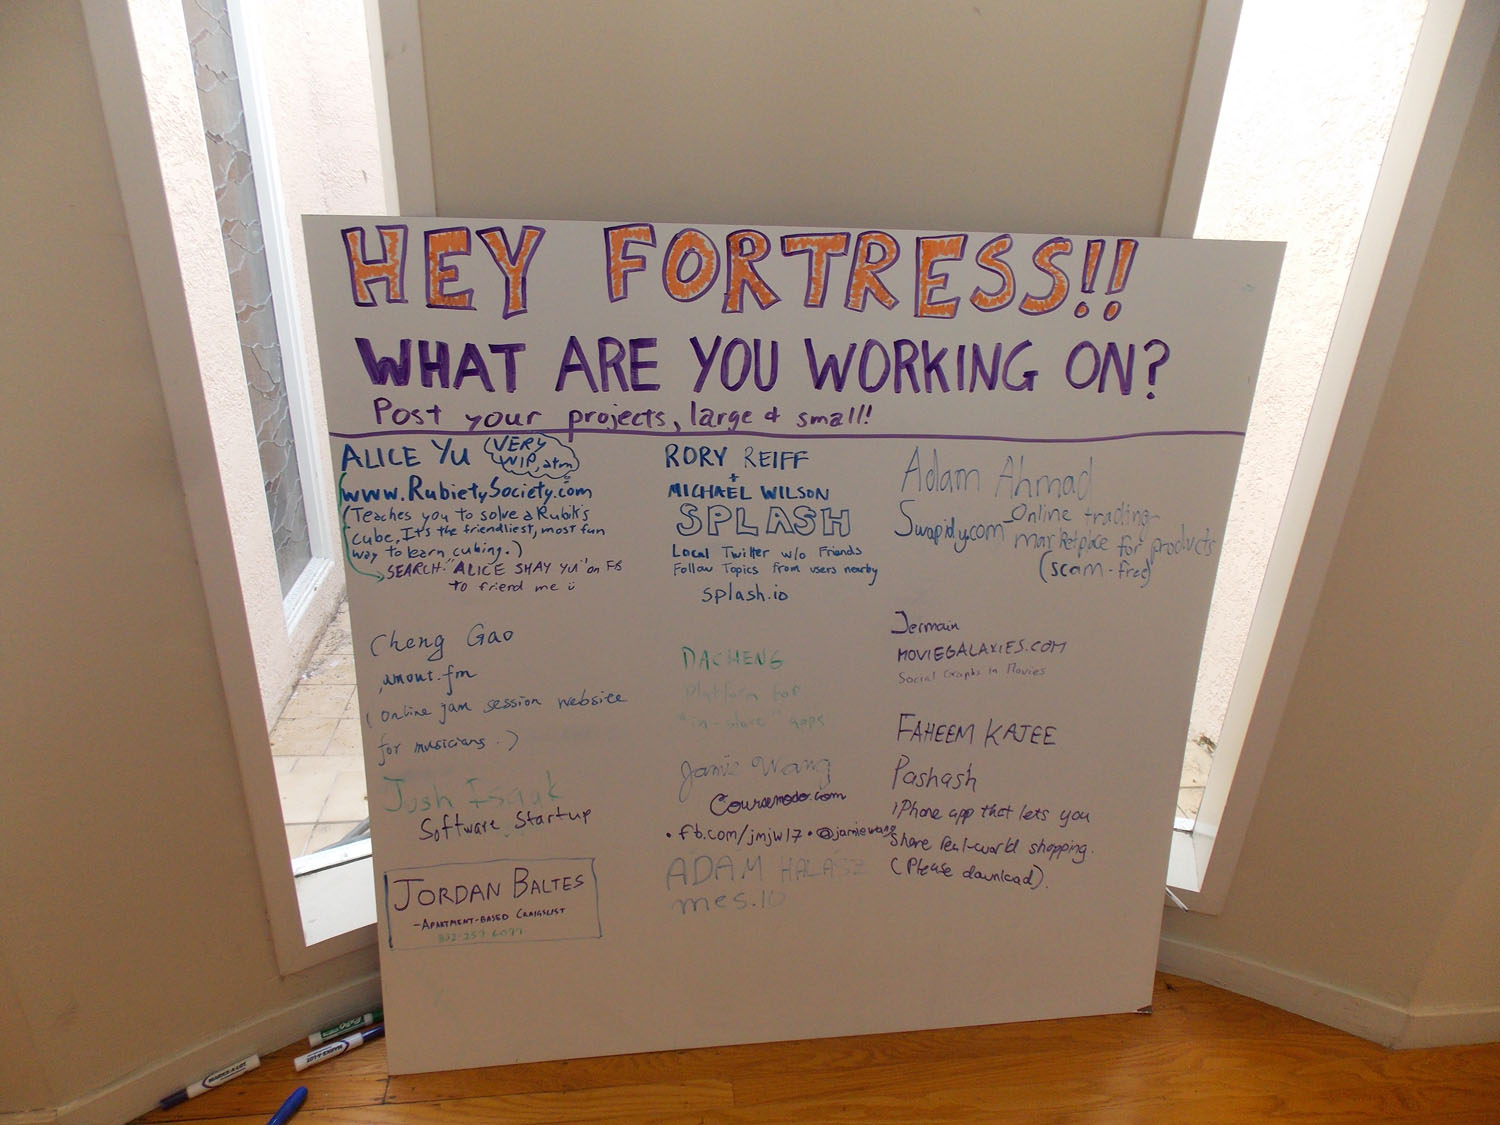 HEY FORTRESS!!
WHAT ARE YOU WORKING ON?
Post your projects, large & small!
ALICE YU
VERY
WIP, atm
www.RubietySociety.com
(Teaches you to solve a Rubik's
cube. It's the friendliest, most fun
way to learn cubing.)
SEARCH "ALICE SHAY YU" on FB
to friend me
Cheng Gao
(Online jam session website
for musicians.)
Josh Isaak
Software Startup
JORDAN BALTES
-APARTMENT-BASED CRAIGSLIST
RORY REIFF
+
MICHAEL WILSON
SPLASH
Local Twitter w/o Friends
Follow Topics from users nearby
splash.io
DACHENG
Platform for
"in-store" apps
Jamie Wang
Coursemodo.com
• fb.com/jmjw17 • @jamiewang
ADAM HALASZ
mes.io
Adam Ahmad
Swapidy.com - Online trading
marketplace for products
(scam-free)
Jermain
MOVIEGALAXIES.COM
Social Graphs in Movies
FAHEEM KAJEE
Pashash
iPhone app that lets you
share real-world shopping.
(Please download).